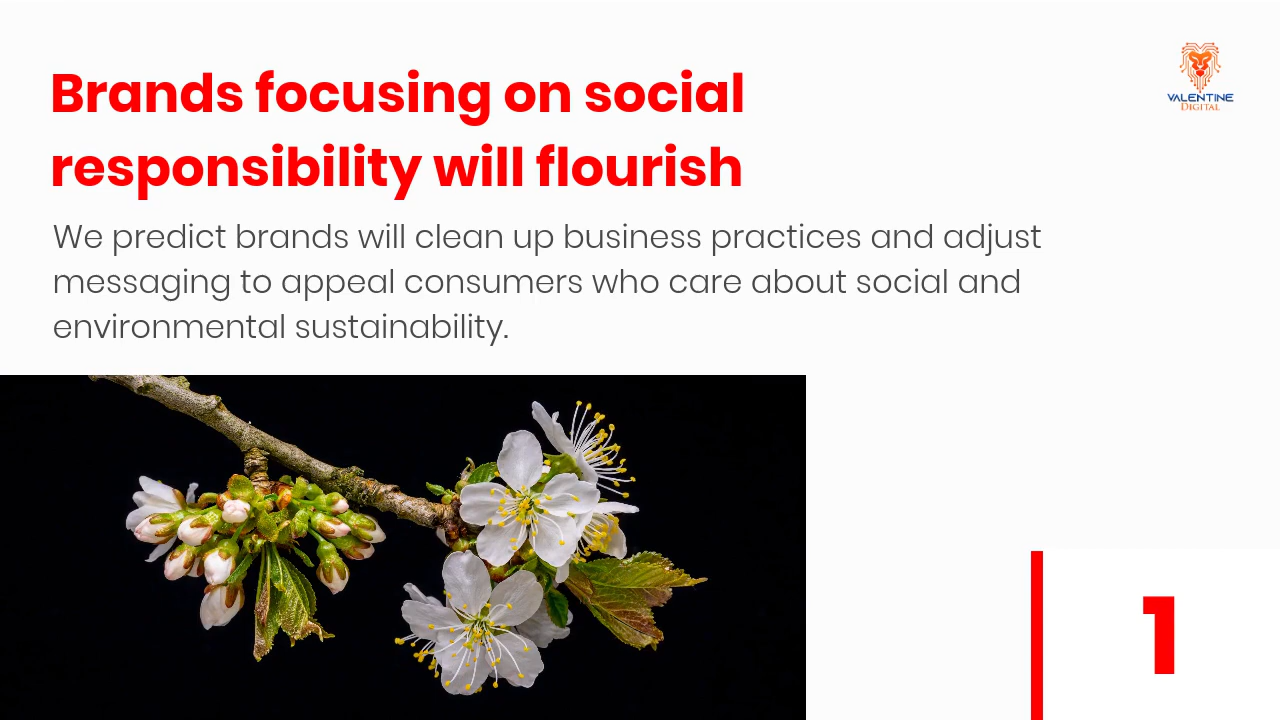 Brands focusing on social
responsibility will flourish
VALENTINE
DIGITAL
We predict brands will clean up business practices and adjust
messaging to appeal consumers who care about social and
environmental sustainability.
1